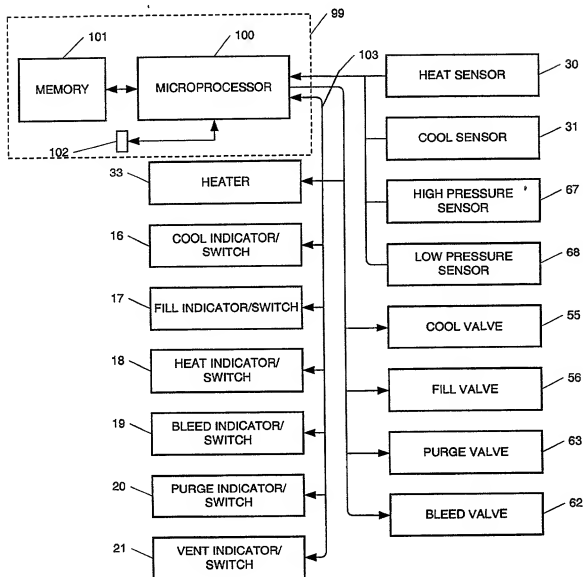 99
101
100
103
MEMORY
MICROPROCESSOR
102
HEAT SENSOR
30
COOL SENSOR
31
HIGH PRESSURE
SENSOR
67
LOW PRESSURE
SENSOR
68
33
HEATER
16
COOL INDICATOR/
SWITCH
17
FILL INDICATOR/SWITCH
18
HEAT INDICATOR/
SWITCH
19
BLEED INDICATOR/
SWITCH
20
PURGE INDICATOR/
SWITCH
21
VENT INDICATOR/
SWITCH
COOL VALVE
55
FILL VALVE
56
PURGE VALVE
63
BLEED VALVE
62